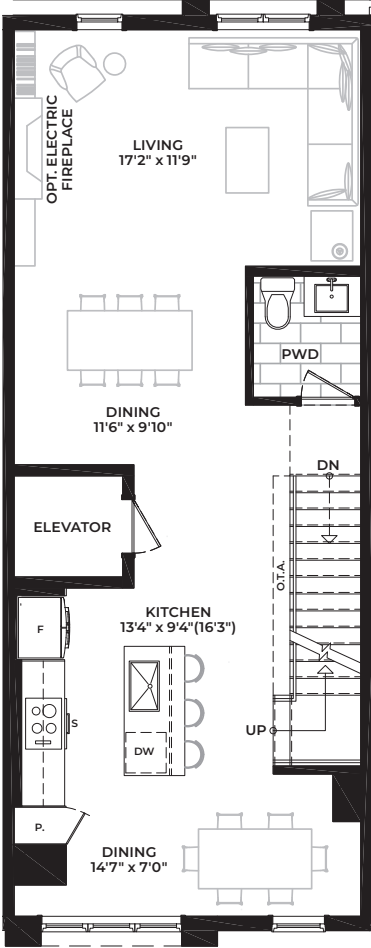 OPT. ELECTRIC
FIREPLACE
LIVING
17'2" x 11'9"
PWD
DINING
11'6" x 9'10"
DN
ELEVATOR
O.T.A.
KITCHEN
13'4" x 9'4"(16'3")
F
S
UP
DW
P.
DINING
14'7" x 7'0"